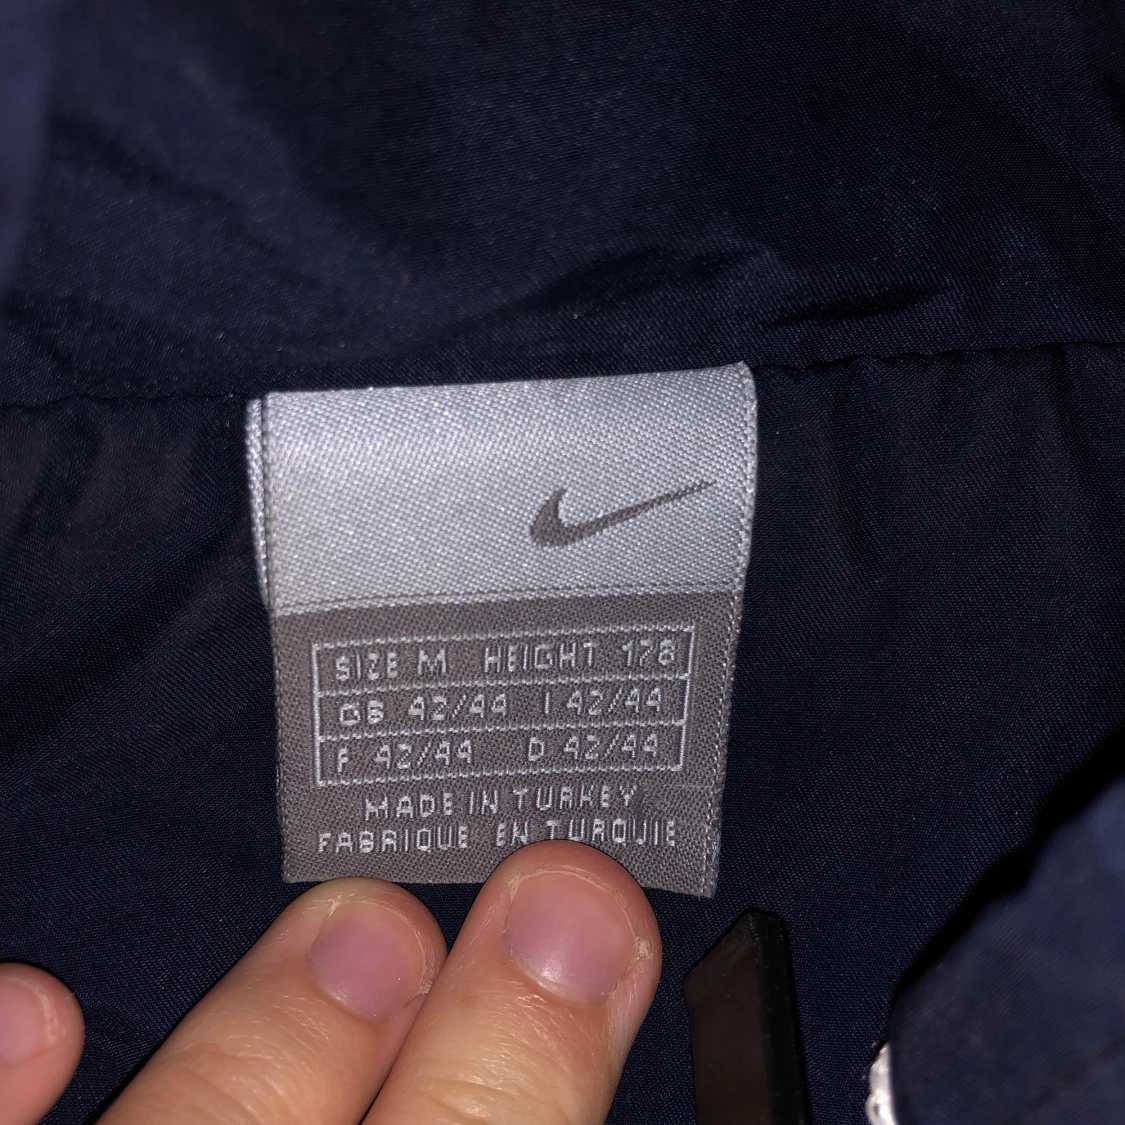 SIZE M HEIGHT 178
GB 42/44 I 42/44
F 42/44 D 42/44
MADE IN TURKEY
FABRIQUE EN TURQUIE